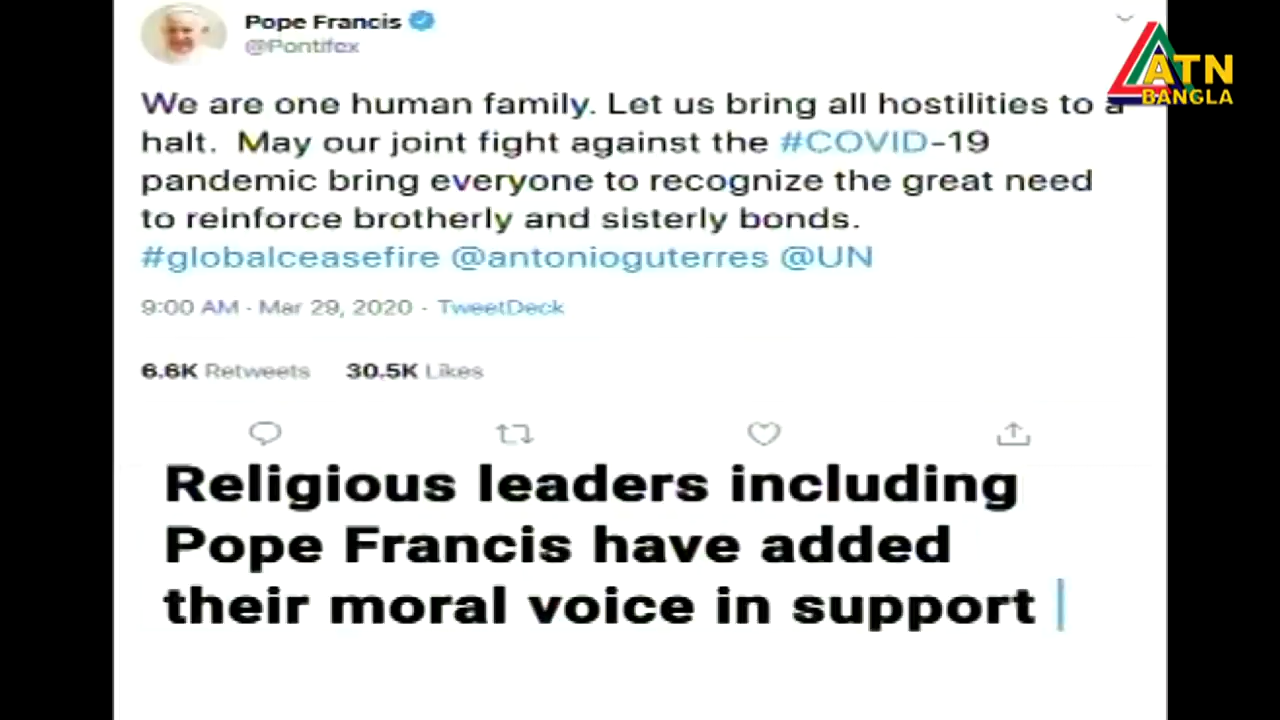 Pope Francis
@Pontifex
ATN
BANGLA
We are one human family. Let us bring all hostilities to a
halt. May our joint fight against the #COVID-19
pandemic bring everyone to recognize the great need
to reinforce brotherly and sisterly bonds.
#globalceasefire @antonioguterres @UN
9:00 AM · Mar 29, 2020 · TweetDeck
6.6K Retweets 30.5K Likes
Religious leaders including
Pope Francis have added
their moral voice in support